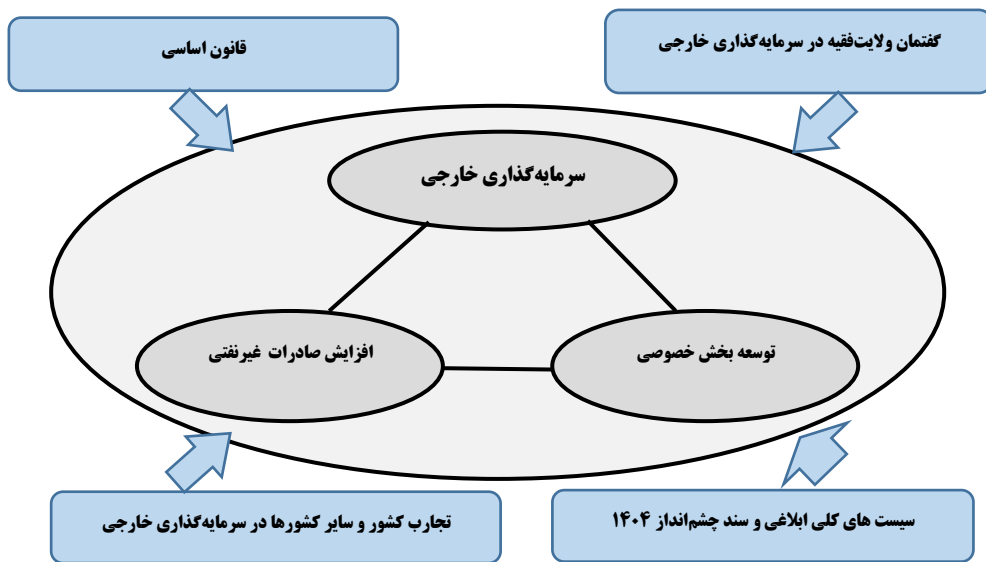 گفتمان ولایت‌فقیه در سرمایه‌گذاری خارجی
قانون اساسی
سرمایه‌گذاری خارجی
توسعه بخش خصوصی
افزایش صادرات غیرنفتی
سیست های کلی ابلاغی و سند چشم‌انداز ۱۴۰۴
تجارب کشور و سایر کشورها در سرمایه‌گذاری خارجی